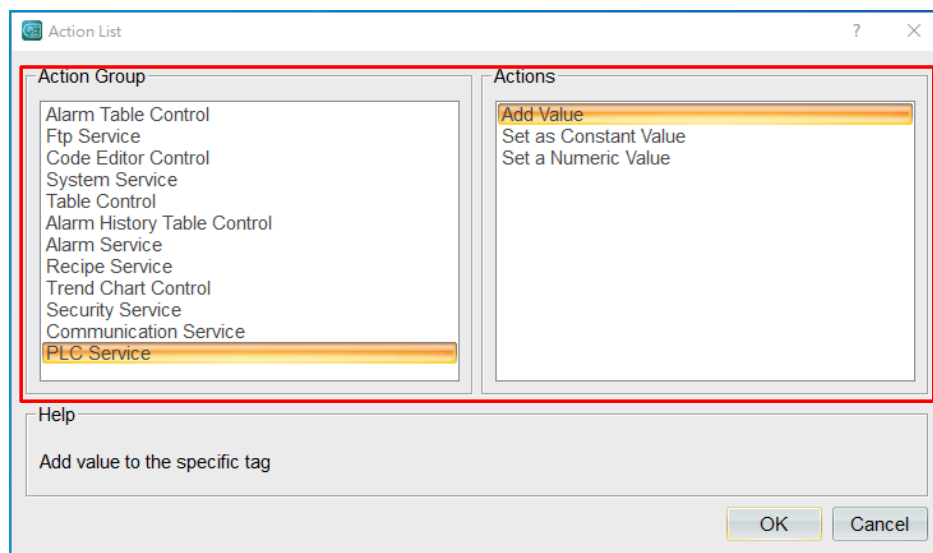 Action List
?
Action Group
Alarm Table Control
Ftp Service
Code Editor Control
System Service
Table Control
Alarm History Table Control
Alarm Service
Recipe Service
Trend Chart Control
Security Service
Communication Service
PLC Service
Actions
Add Value
Set as Constant Value
Set a Numeric Value
Help
Add value to the specific tag
OK
Cancel